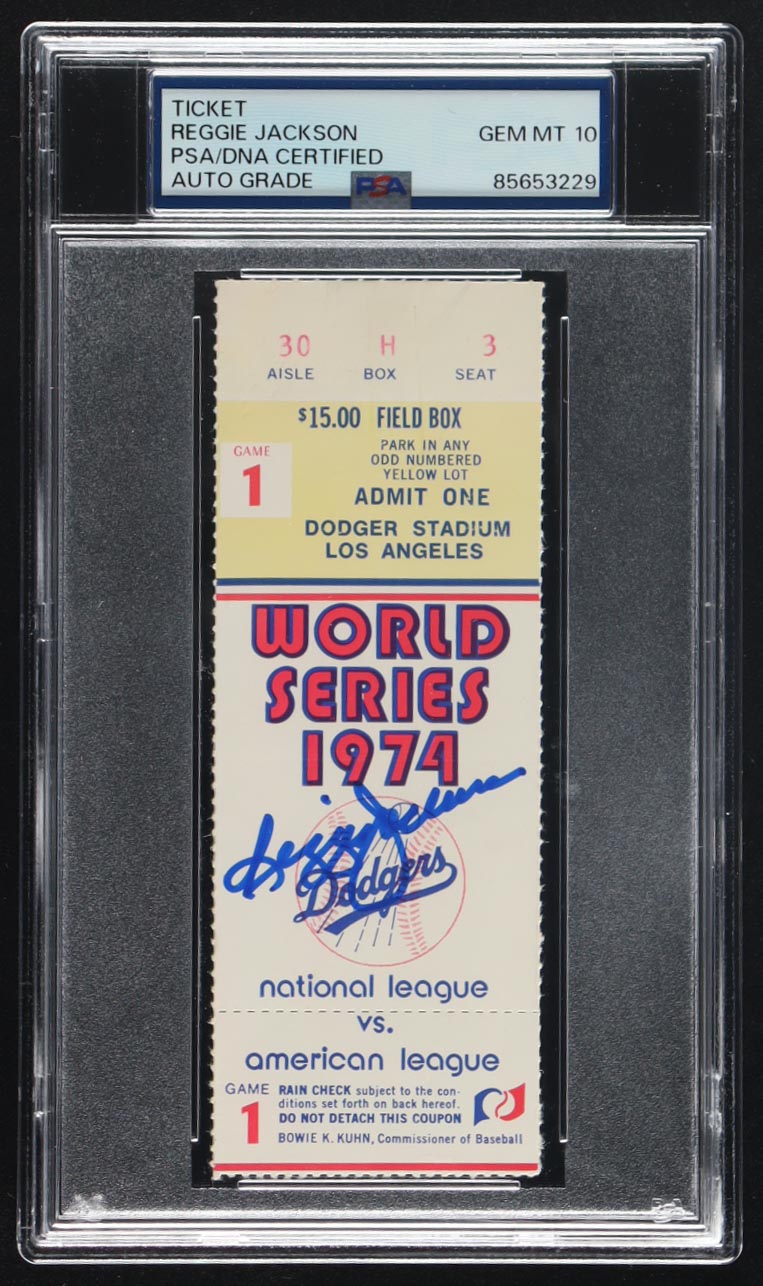 TICKET
REGGIE JACKSON GEM MT 10
PSA/DNA CERTIFIED
AUTO GRADE PSA 85653229
30 H 3
AISLE BOX SEAT
$15.00 FIELD BOX
GAME
1
PARK IN ANY
ODD NUMBERED
YELLOW LOT
ADMIT ONE
DODGER STADIUM
LOS ANGELES
WORLD
SERIES
1974
Reggie Jackson
Dodgers
national league
vs.
american league
GAME
1
RAIN CHECK subject to the con-
ditions set forth on back hereof.
DO NOT DETACH THIS COUPON
BOWIE K. KUHN, Commissioner of Baseball